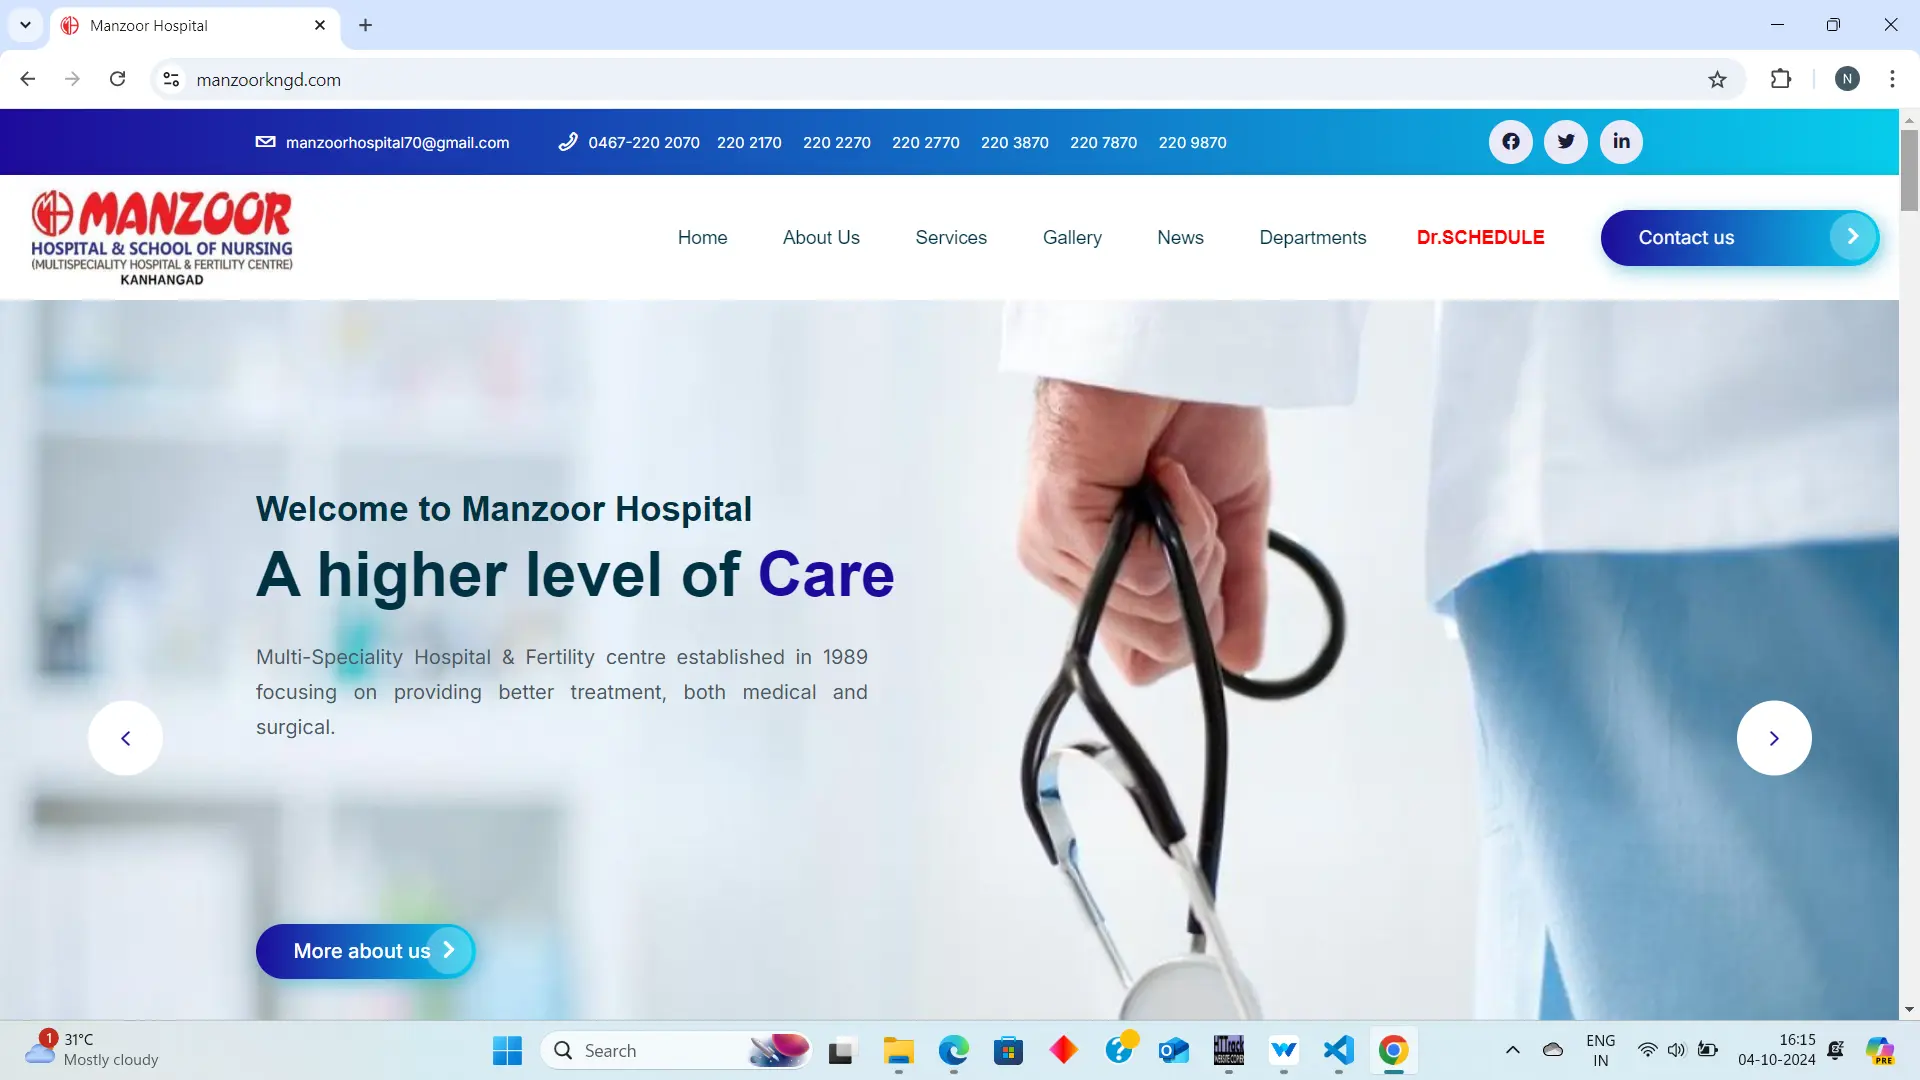 Manzoor Hospital
manzoorkngd.com
N
manzoorhospital70@gmail.com 0467-220 2070 220 2170 220 2270 220 2770 220 3870 220 7870 220 9870
MANZOOR
HOSPITAL & SCHOOL OF NURSING
(MULTISPECIALITY HOSPITAL & FERTILITY CENTRE)
KANHANGAD
Home About Us Services Gallery News Departments Dr.SCHEDULE Contact us
Welcome to Manzoor Hospital
A higher level of Care
Multi-Speciality Hospital & Fertility centre established in 1989
focusing on providing better treatment, both medical and
surgical.
More about us
1
31°C
Mostly cloudy
Search
HTTrack
WEBSITE COPIER
ENG
IN
16:15
04-10-2024
PRE